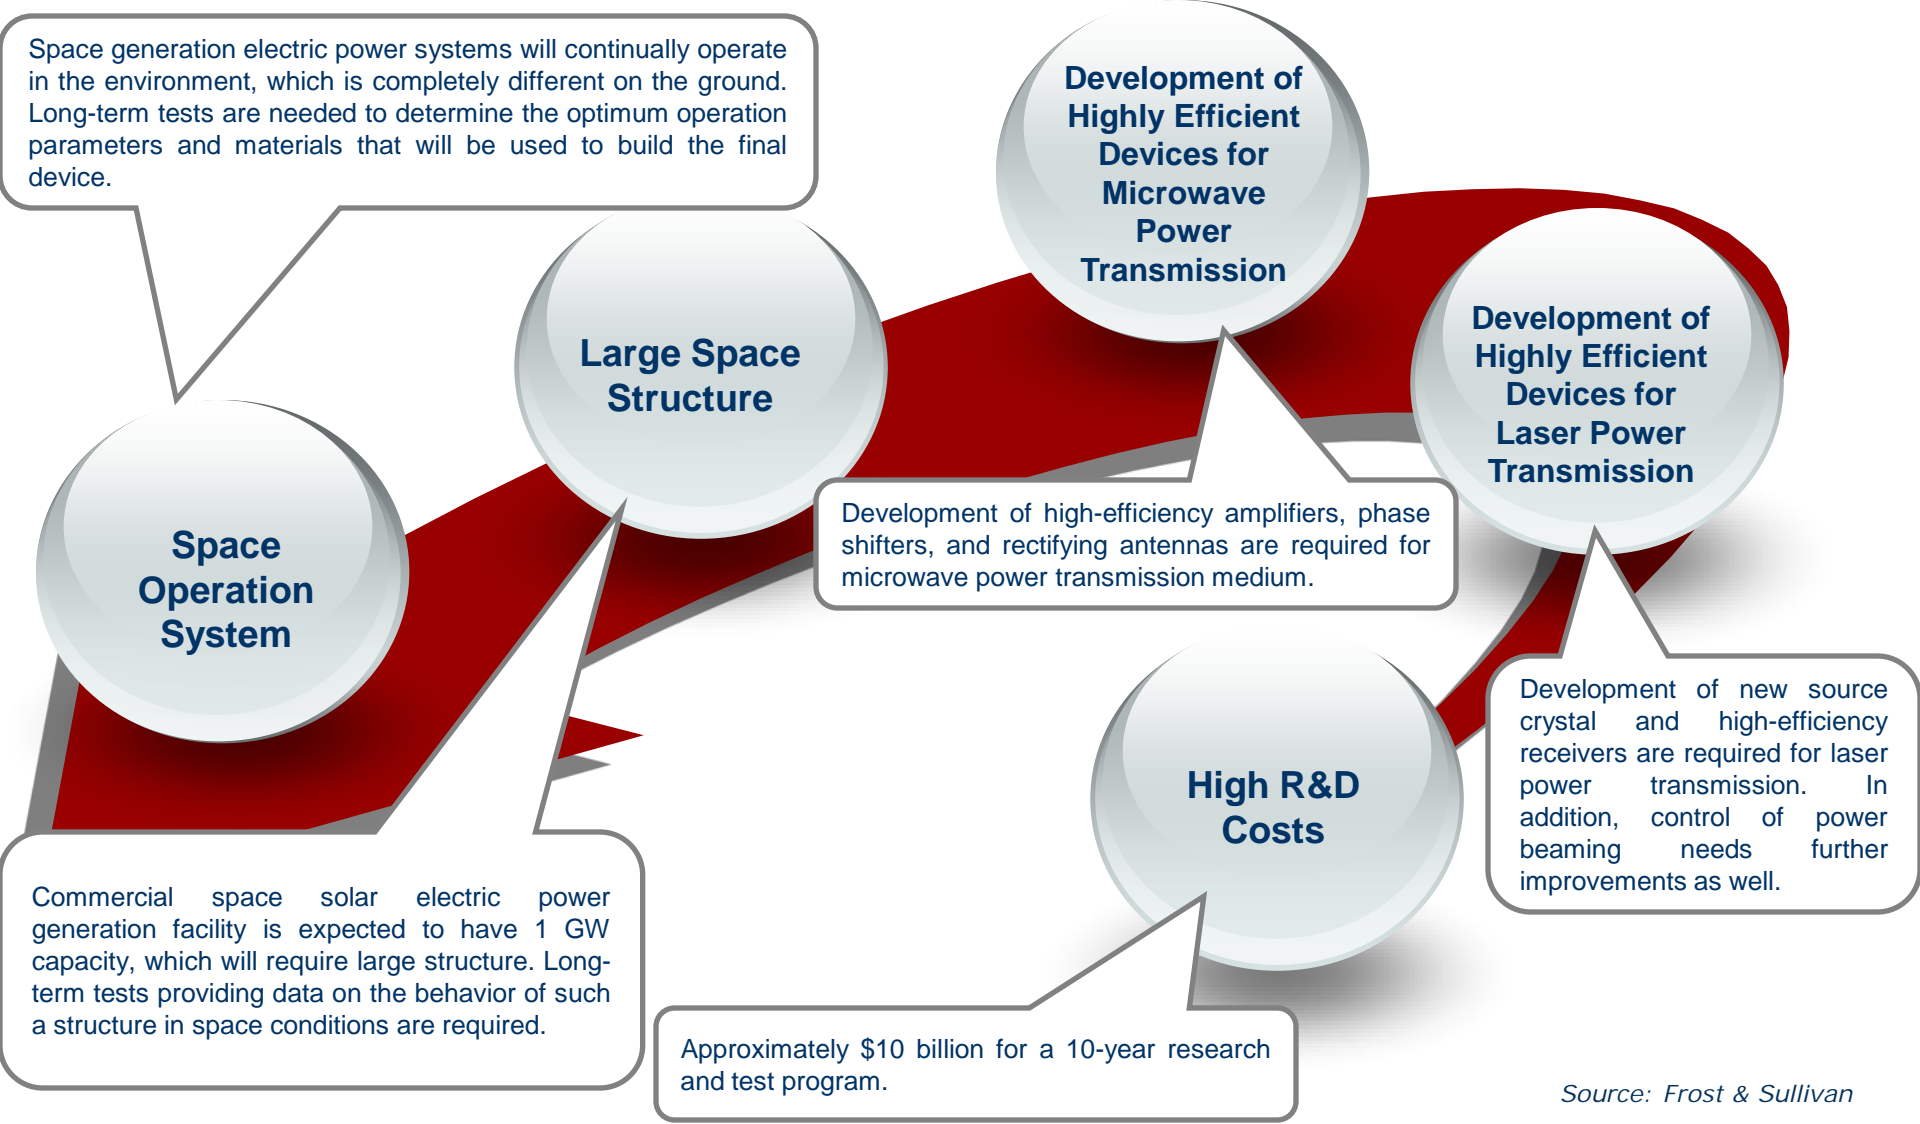 Space generation electric power systems will continually operate
in the environment, which is completely different on the ground.
Long-term tests are needed to determine the optimum operation
parameters and materials that will be used to build the final
device.
Development of
Highly Efficient
Devices for
Microwave
Power
Transmission
Large Space
Structure
Development of
Highly Efficient
Devices for
Laser Power
Transmission
Space
Operation
System
Development of high-efficiency amplifiers, phase
shifters, and rectifying antennas are required for
microwave power transmission medium.
Development of new source
crystal and high-efficiency
receivers are required for laser
power transmission. In
addition, control of power
beaming needs further
improvements as well.
High R&D
Costs
Commercial space solar electric power
generation facility is expected to have 1 GW
capacity, which will require large structure. Long-
term tests providing data on the behavior of such
a structure in space conditions are required.
Approximately $10 billion for a 10-year research
and test program.
Source: Frost & Sullivan